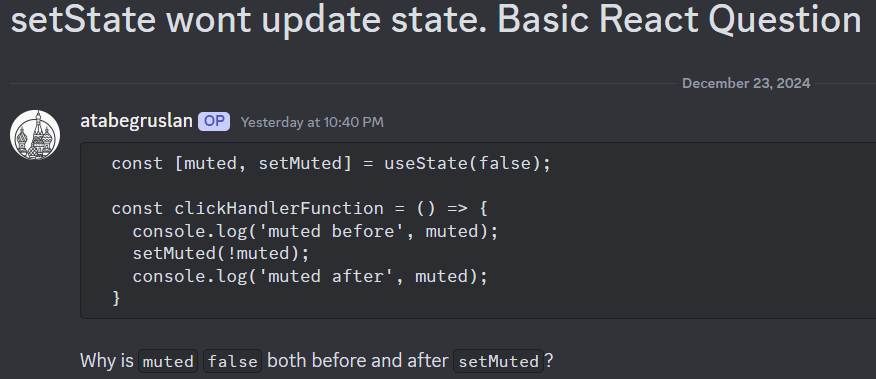 setState wont update state. Basic React Question
December 23, 2024
atabegruslan OP Yesterday at 10:40 PM
const [muted, setMuted] = useState(false);
const clickHandlerFunction = () => {
console.log('muted before', muted);
setMuted(!muted);
console.log('muted after', muted);
}
Why is muted false both before and after setMuted?